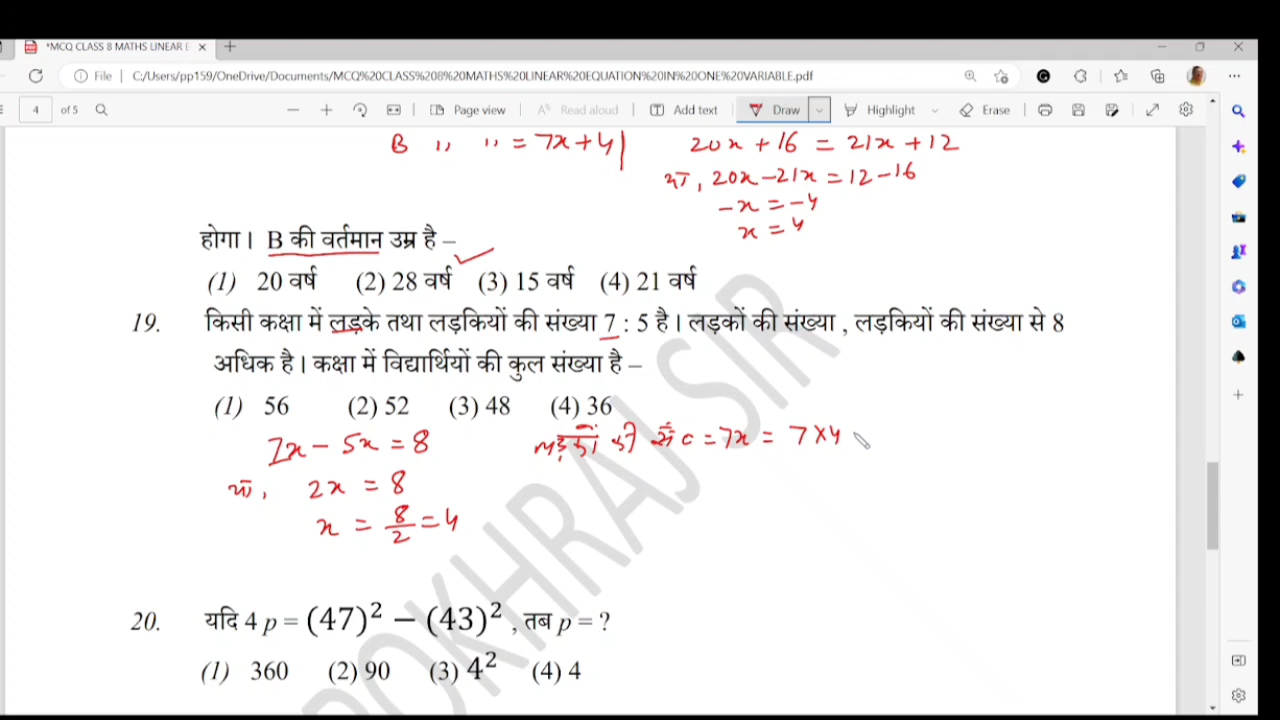 *MCQ CLASS 8 MATHS LINEAR E
File | C:/Users/pp159/OneDrive/Documents/MCQ%20CLASS%208%20MATHS%20LINEAR%20EQUATION%20IN%20ONE%20VARIABLE.pdf
4 of 5 Page view Read aloud Add text Draw Highlight Erase
B ,, ,, = 7x+4
20x + 16 = 21x + 12
या, 20x - 21x = 12 - 16
-x = -4
x = 4
होगा। B की वर्तमान उम्र है –
(1) 20 वर्ष (2) 28 वर्ष (3) 15 वर्ष (4) 21 वर्ष
19. किसी कक्षा में लड़के तथा लड़कियों की संख्या 7 : 5 है। लड़कों की संख्या , लड़कियों की संख्या से 8
अधिक है। कक्षा में विद्यार्थियों की कुल संख्या है –
(1) 56 (2) 52 (3) 48 (4) 36
7x - 5x = 8
या, 2x = 8
x = 8/2 = 4
लड़कों की सं० = 7x = 7×4
20. यदि 4 p = (47)² − (43)² , तब p = ?
(1) 360 (2) 90 (3) 4² (4) 4
POKHRAJ SIR